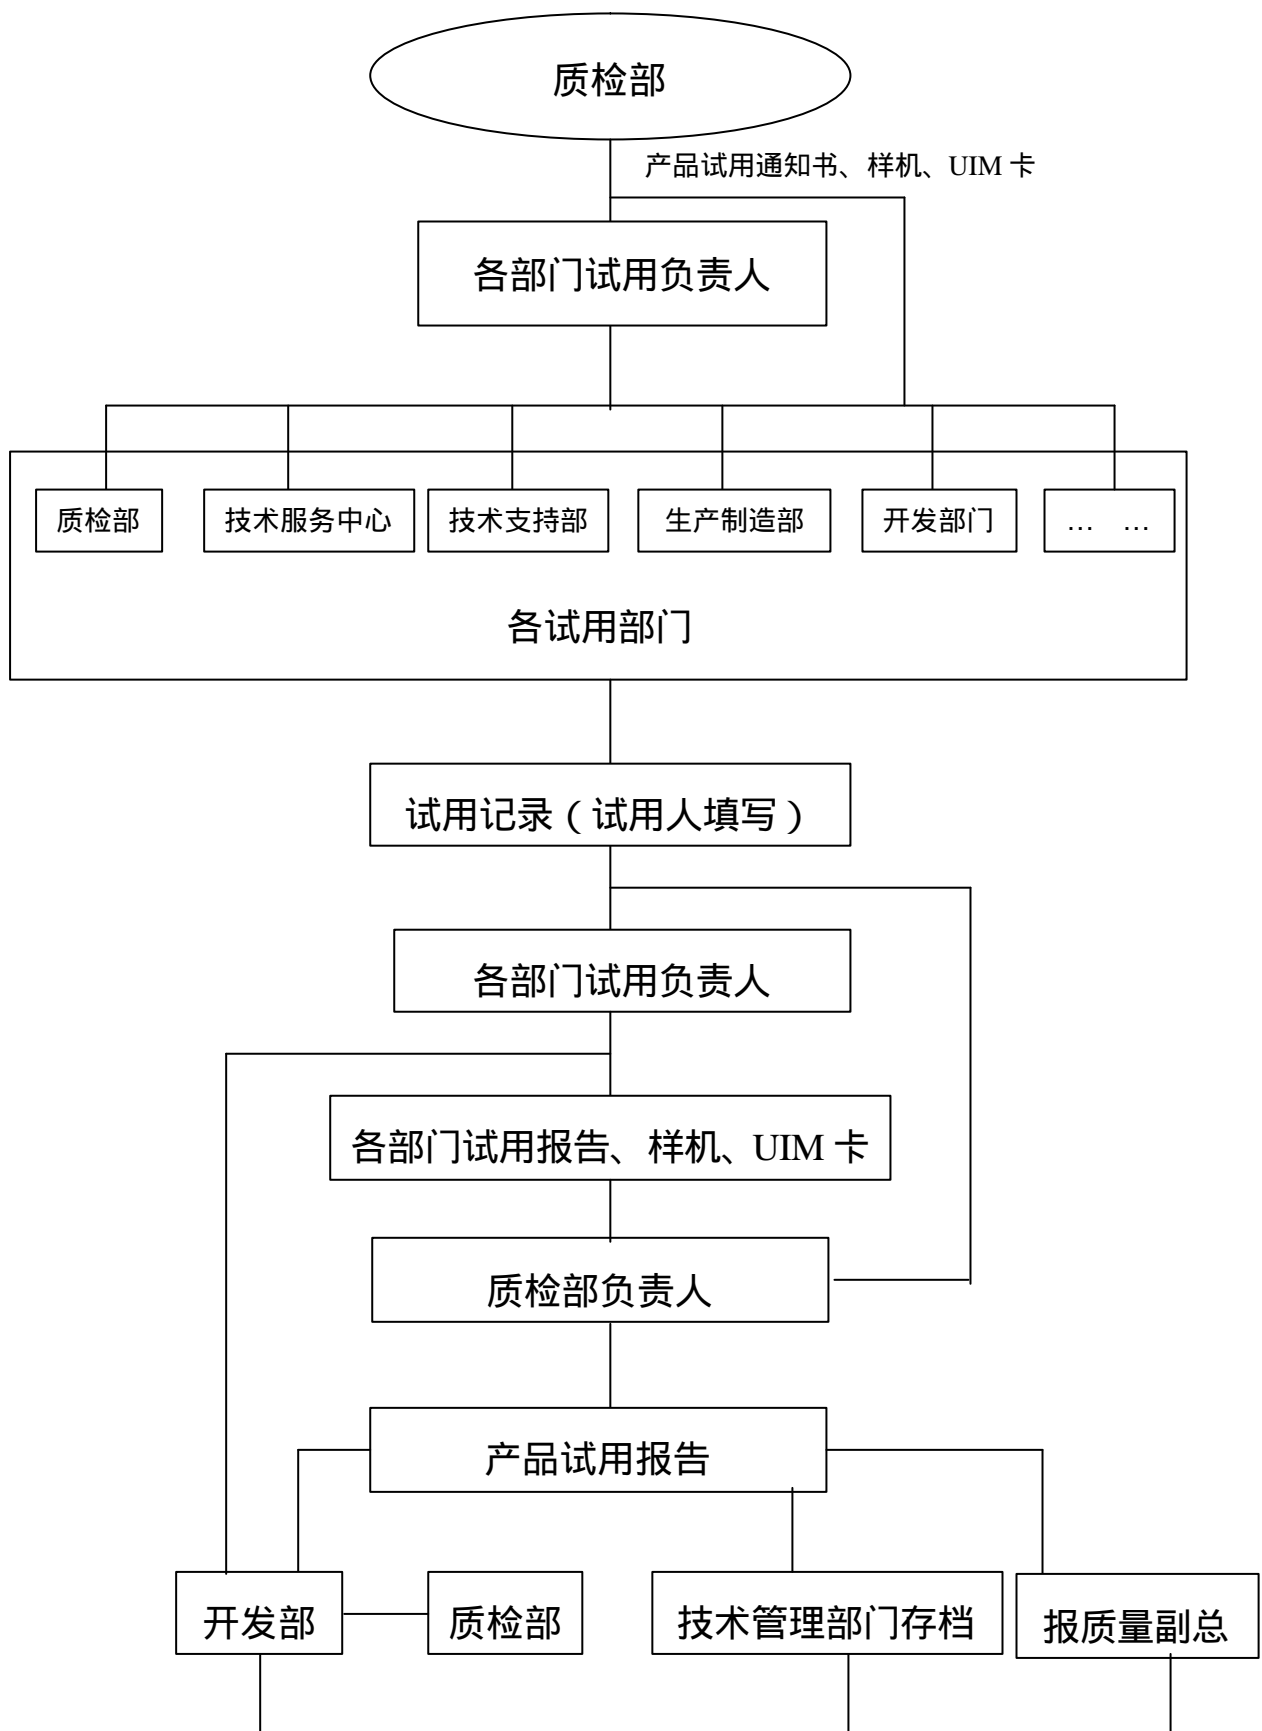 质检部
产品试用通知书、样机、UIM 卡
各部门试用负责人
质检部
技术服务中心
技术支持部
生产制造部
开发部门
… …
各试用部门
试用记录（试用人填写）
各部门试用负责人
各部门试用报告、样机、UIM 卡
质检部负责人
产品试用报告
开发部
质检部
技术管理部门存档
报质量副总